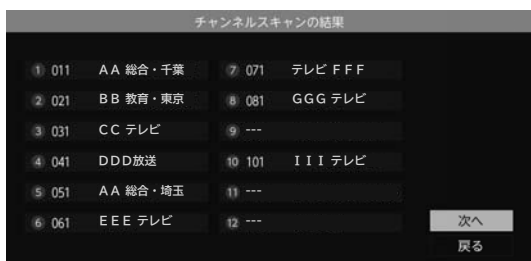 チャンネルスキャンの結果
1 011 AA 総合・千葉
2 021 BB 教育・東京
3 031 CC テレビ
4 041 DDD放送
5 051 AA 総合・埼玉
6 061 EEE テレビ
7 071 テレビ FFF
8 081 GGG テレビ
9 ---
10 101 III テレビ
11 ---
12 ---
次へ
戻る